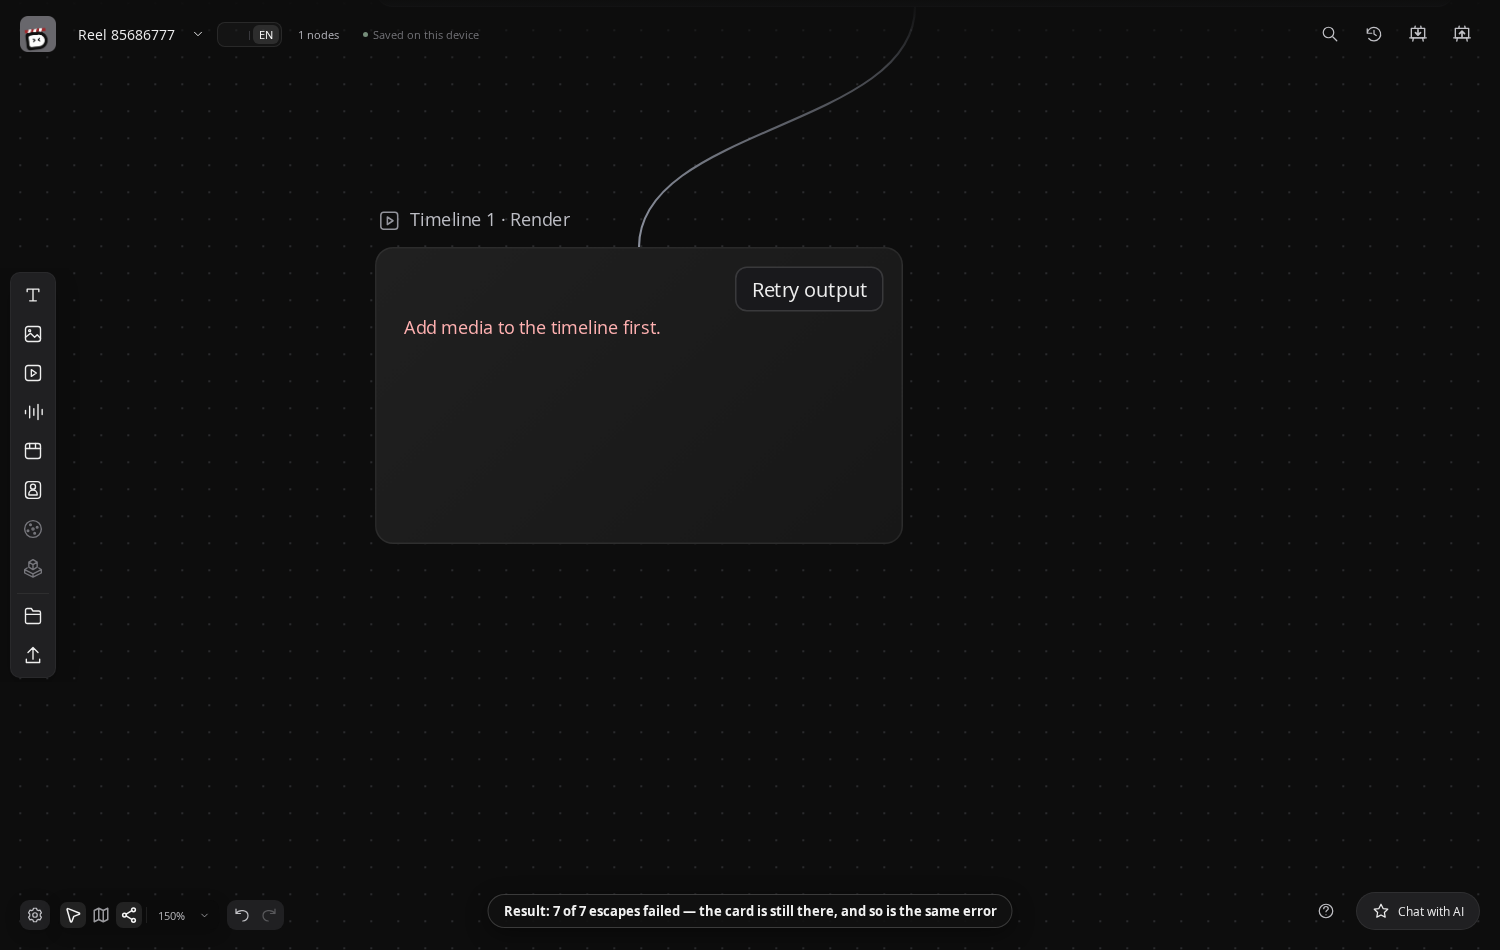 Reel 85686777
EN
1 nodes
Saved on this device
Timeline 1 · Render
Retry output
Add media to the timeline first.
150%
Result: 7 of 7 escapes failed — the card is still there, and so is the same error
Chat with AI